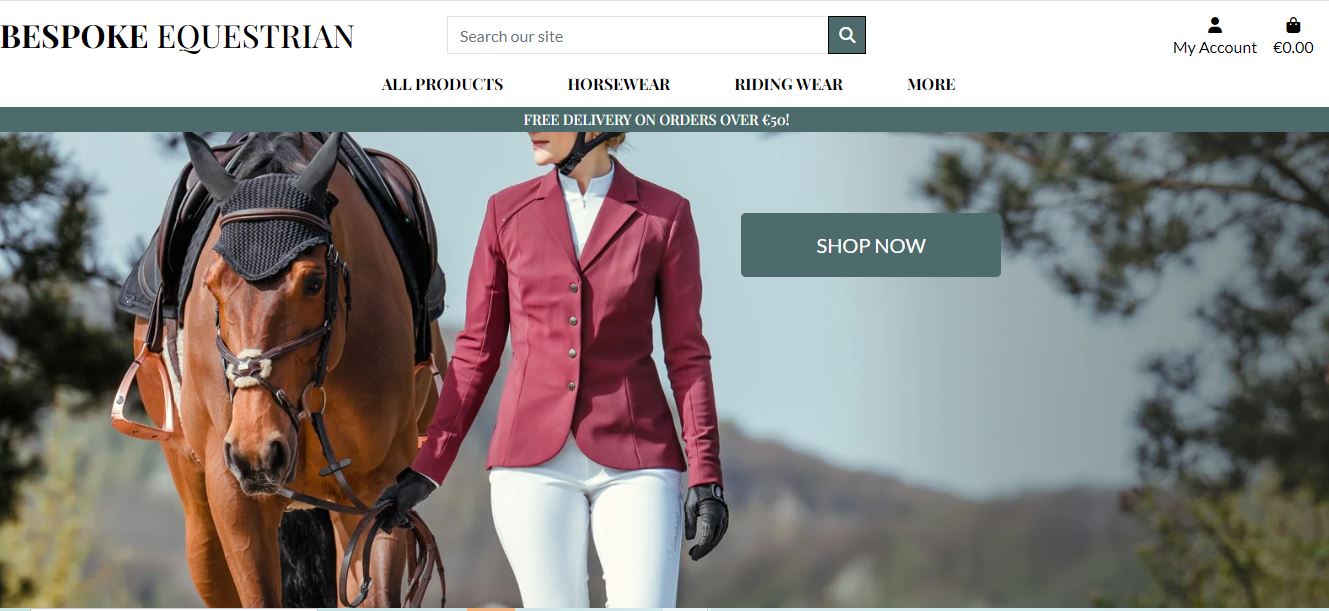 BESPOKE EQUESTRIAN
Search our site
My Account
€0.00
ALL PRODUCTS
HORSEWEAR
RIDING WEAR
MORE
FREE DELIVERY ON ORDERS OVER €50!
SHOP NOW